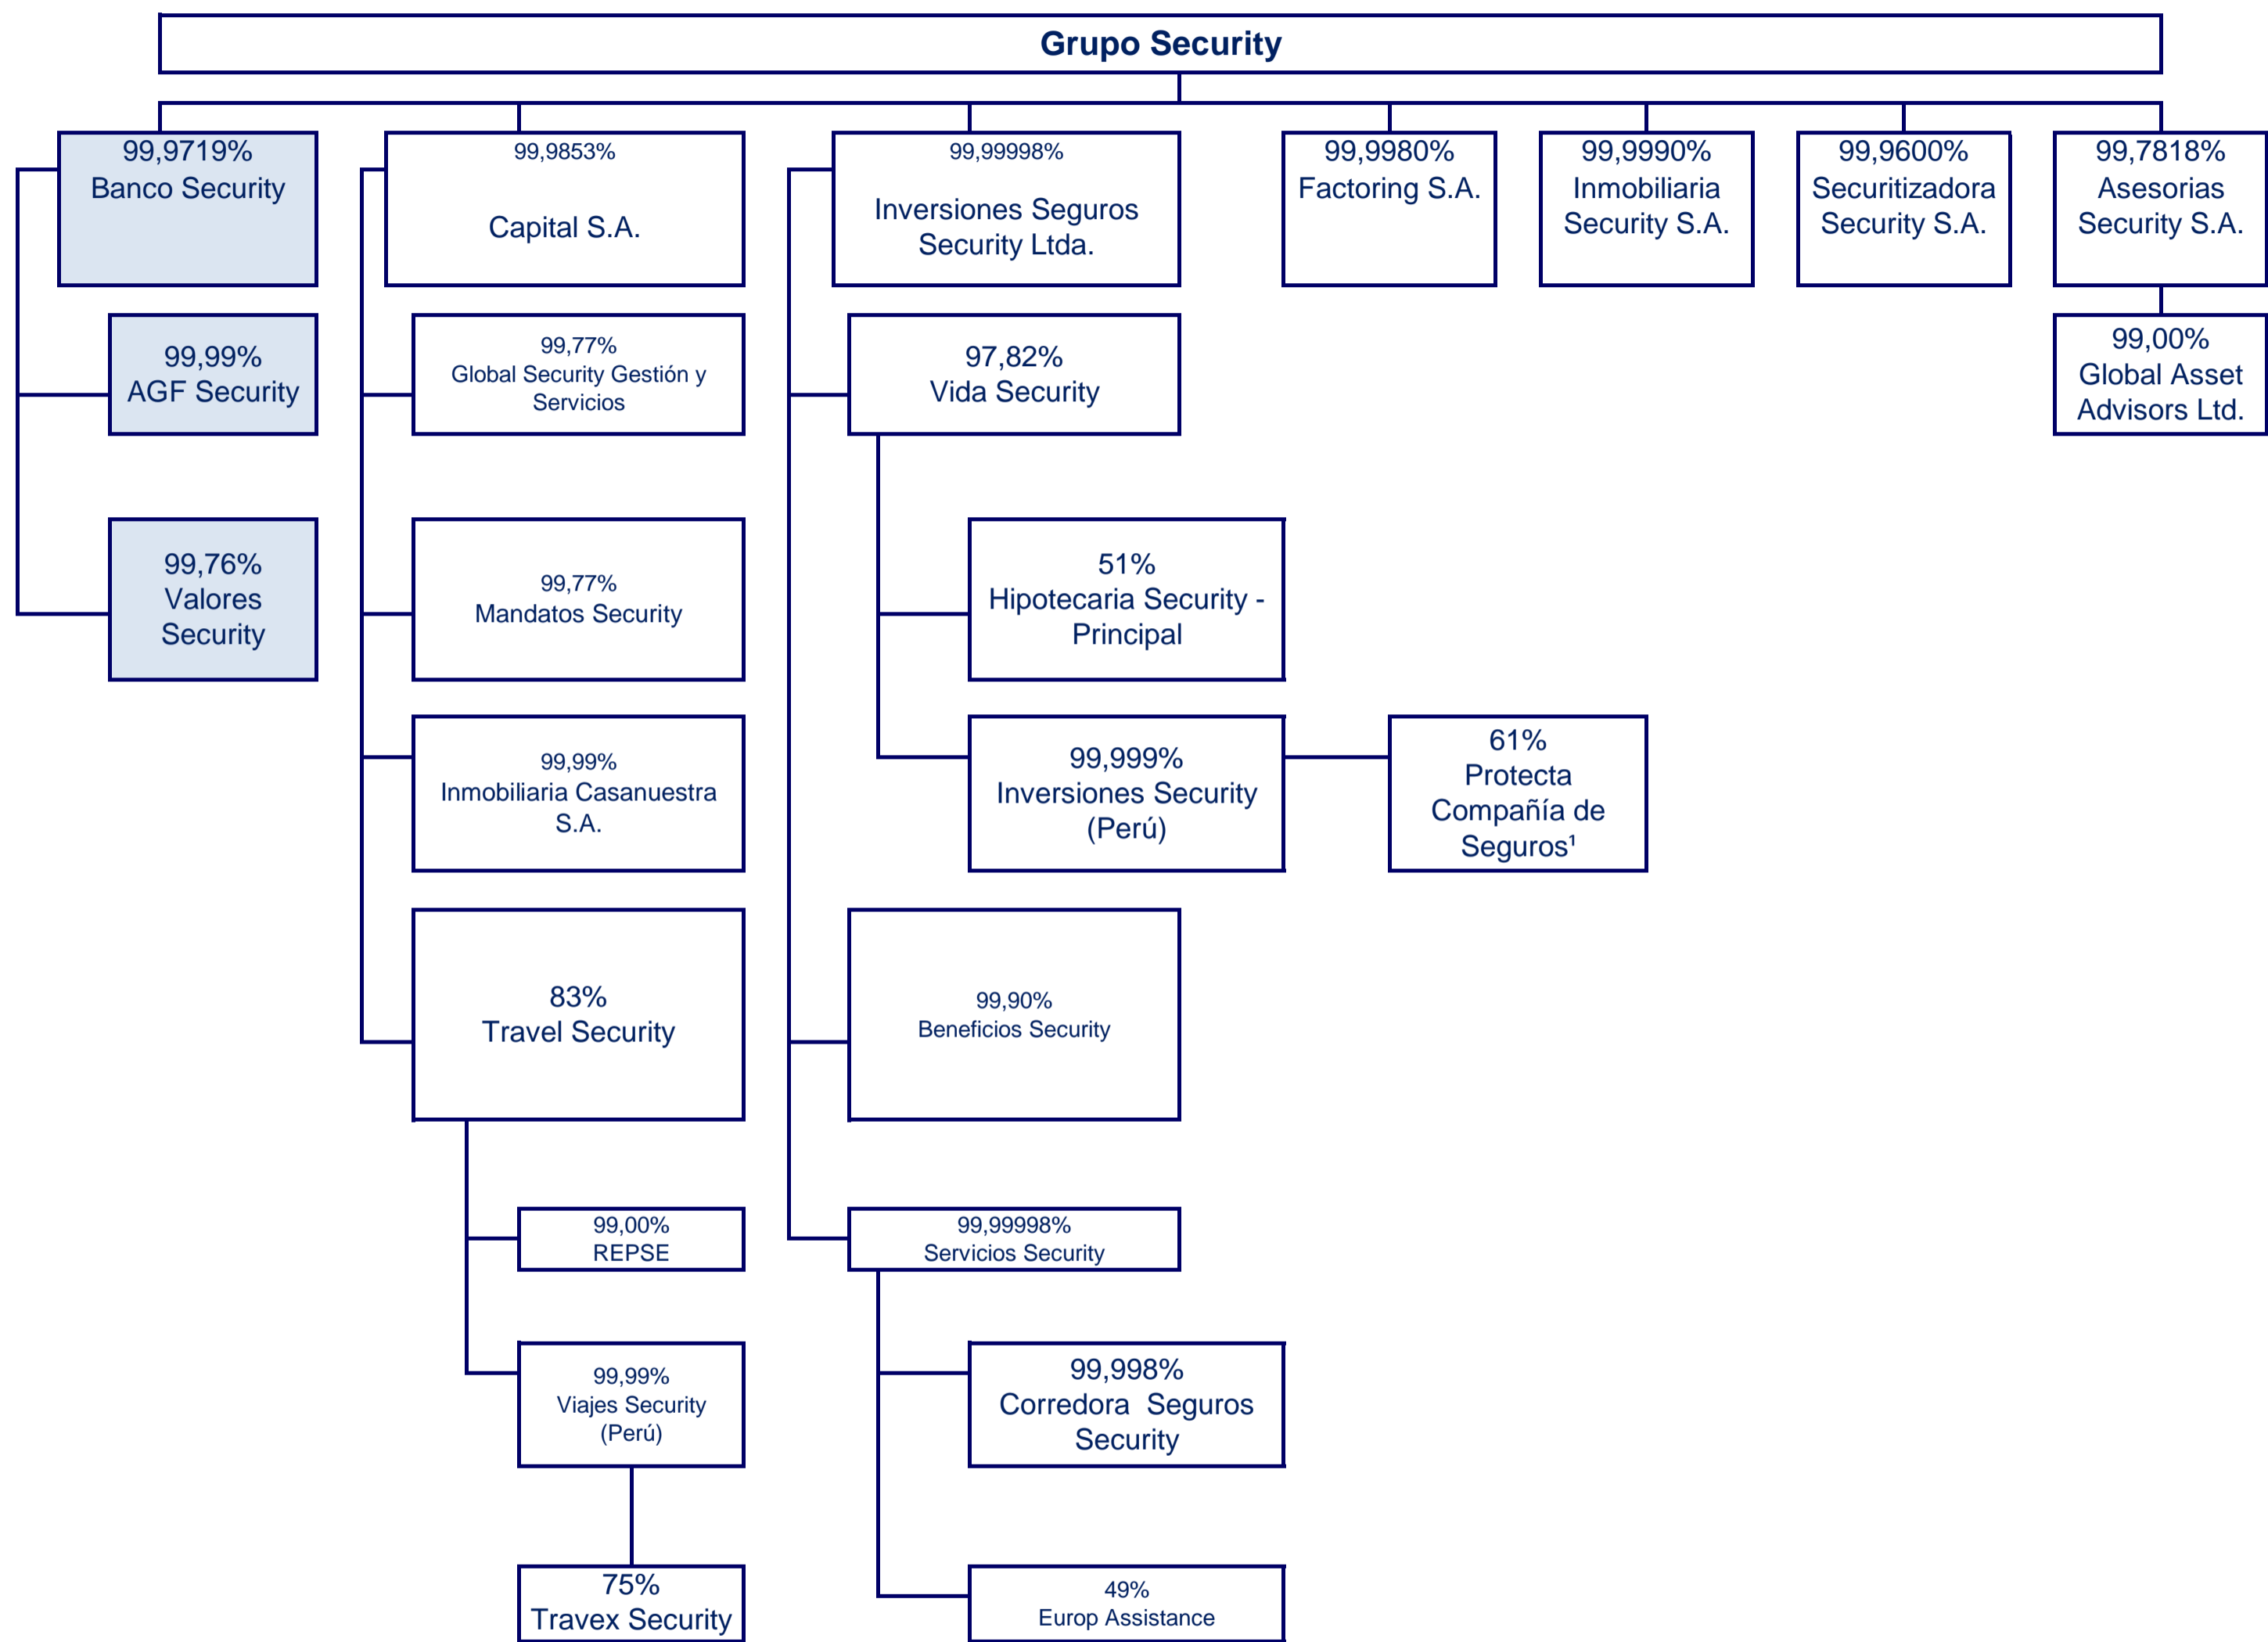 Grupo Security
99,9719%
Banco Security
99,9853%
Capital S.A.
99,99998%
Inversiones Seguros
Security Ltda.
99,9980%
Factoring S.A.
99,9990%
Inmobiliaria
Security S.A.
99,9600%
Securitizadora
Security S.A.
99,7818%
Asesorias
Security S.A.
99,99%
AGF Security
99,77%
Global Security Gestión y
Servicios
97,82%
Vida Security
99,00%
Global Asset
Advisors Ltd.
99,76%
Valores
Security
99,77%
Mandatos Security
51%
Hipotecaria Security -
Principal
99,99%
Inmobiliaria Casanuestra
S.A.
99,999%
Inversiones Security
(Perú)
61%
Protecta
Compañía de
Seguros¹
83%
Travel Security
99,90%
Beneficios Security
99,00%
REPSE
99,99998%
Servicios Security
99,99%
Viajes Security
(Perú)
99,998%
Corredora  Seguros
Security
75%
Travex Security
49%
Europ Assistance